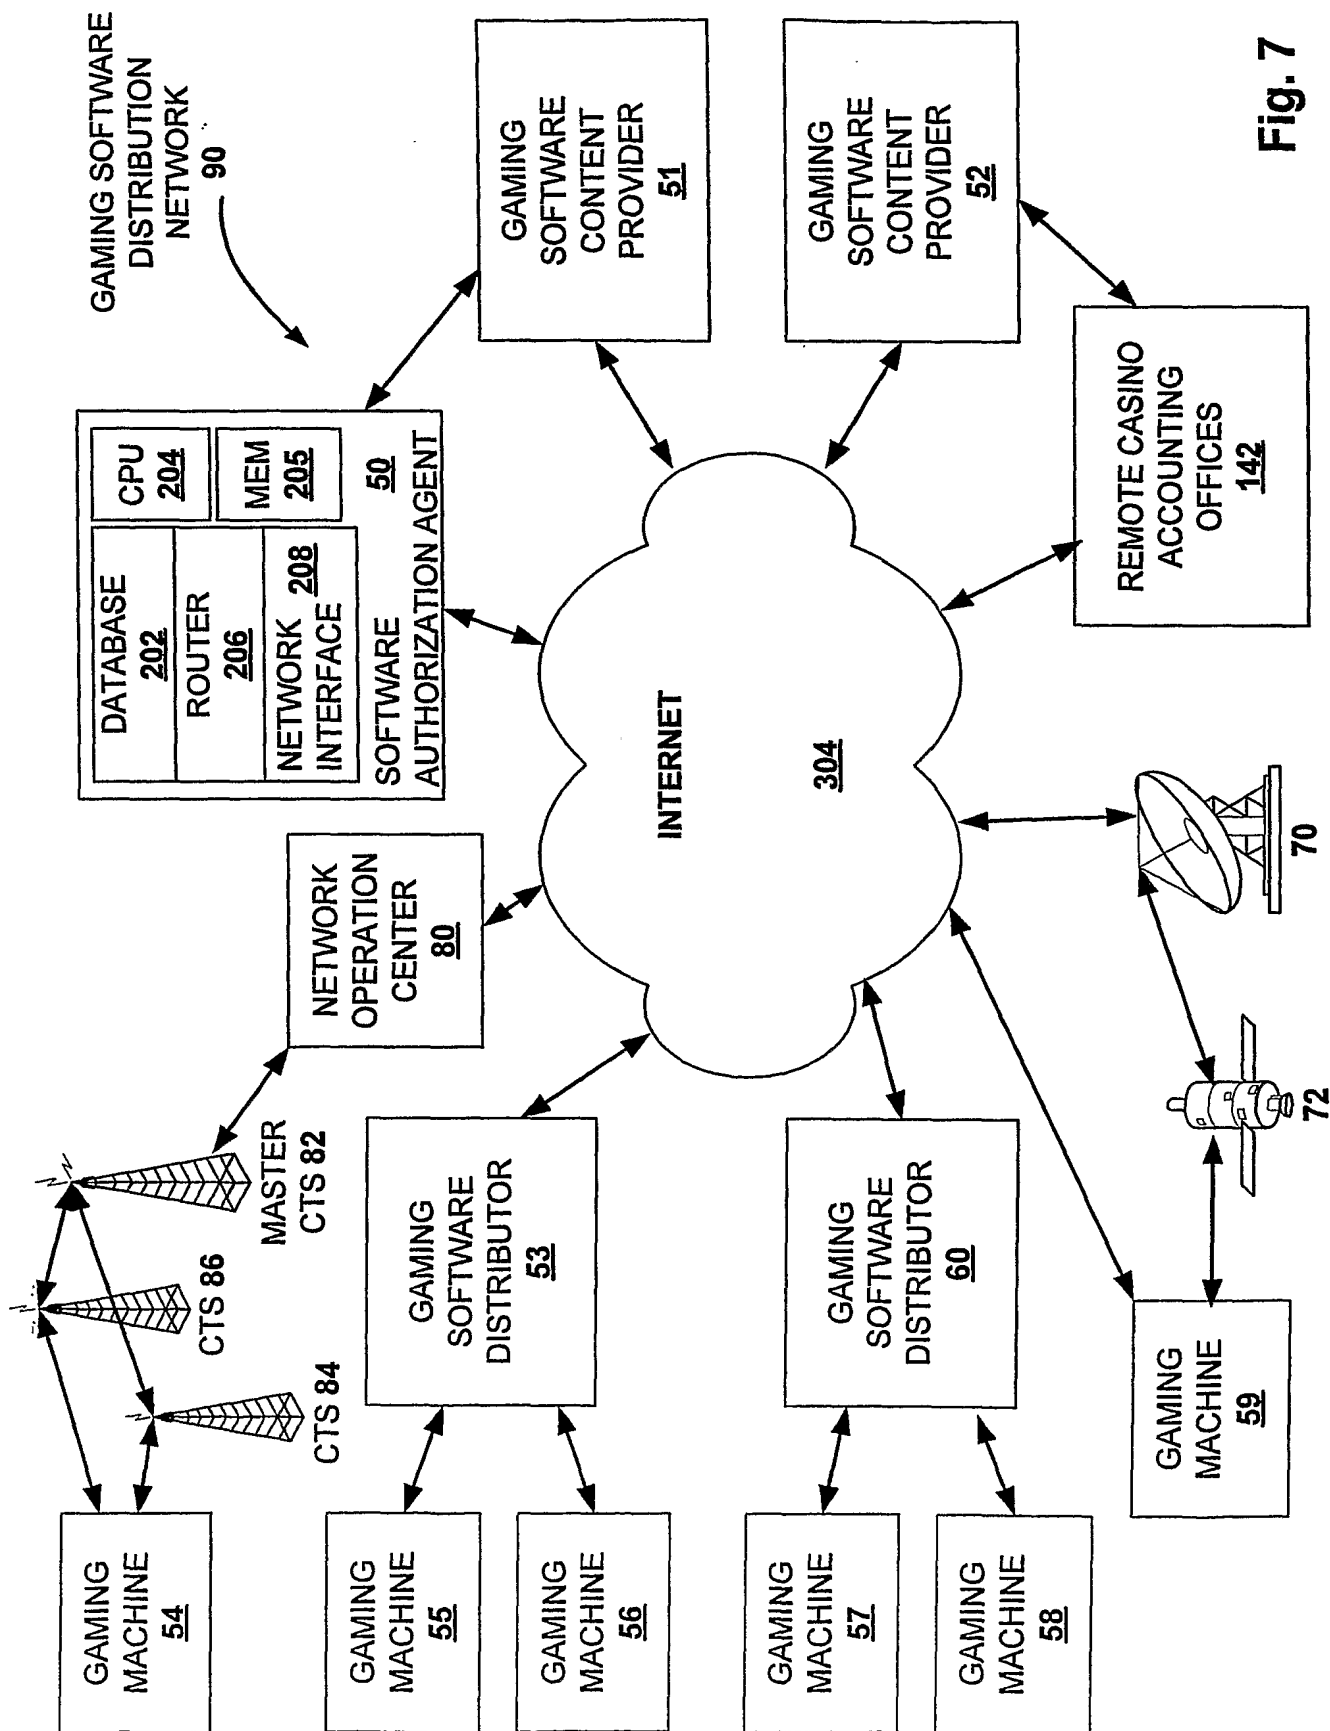 GAMING SOFTWARE
DISTRIBUTION
NETWORK
90
DATABASE
202
CPU
204
ROUTER
206
MEM
205
NETWORK
208
INTERFACE
SOFTWARE
50
AUTHORIZATION AGENT
GAMING
SOFTWARE
CONTENT
PROVIDER
51
GAMING
SOFTWARE
CONTENT
PROVIDER
52
REMOTE CASINO
ACCOUNTING
OFFICES
142
INTERNET
304
NETWORK
OPERATION
CENTER
80
MASTER
CTS 82
CTS 86
CTS 84
GAMING
SOFTWARE
DISTRIBUTOR
53
GAMING
SOFTWARE
DISTRIBUTOR
60
GAMING
MACHINE
54
GAMING
MACHINE
55
GAMING
MACHINE
56
GAMING
MACHINE
57
GAMING
MACHINE
58
GAMING
MACHINE
59
72
70
Fig. 7